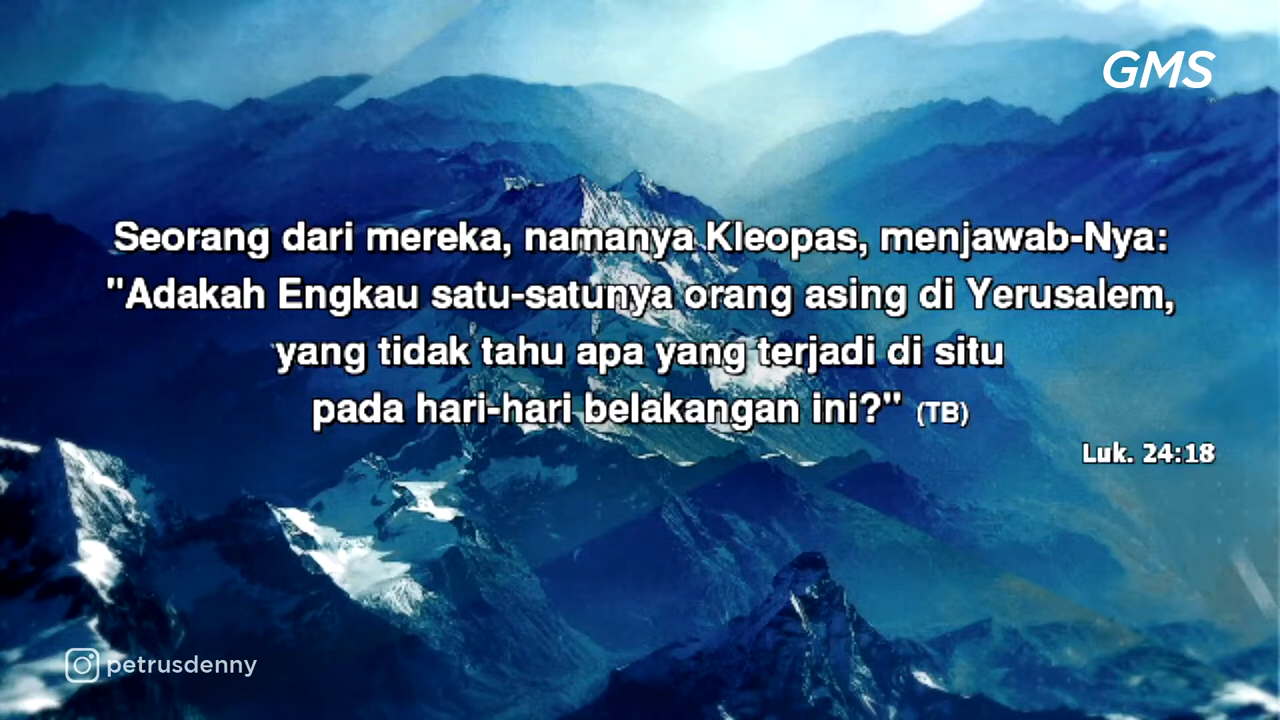 GMS
Seorang dari mereka, namanya Kleopas, menjawab-Nya:
"Adakah Engkau satu-satunya orang asing di Yerusalem,
yang tidak tahu apa yang terjadi di situ
pada hari-hari belakangan ini?" (TB)
Luk. 24:18
petrusdenny